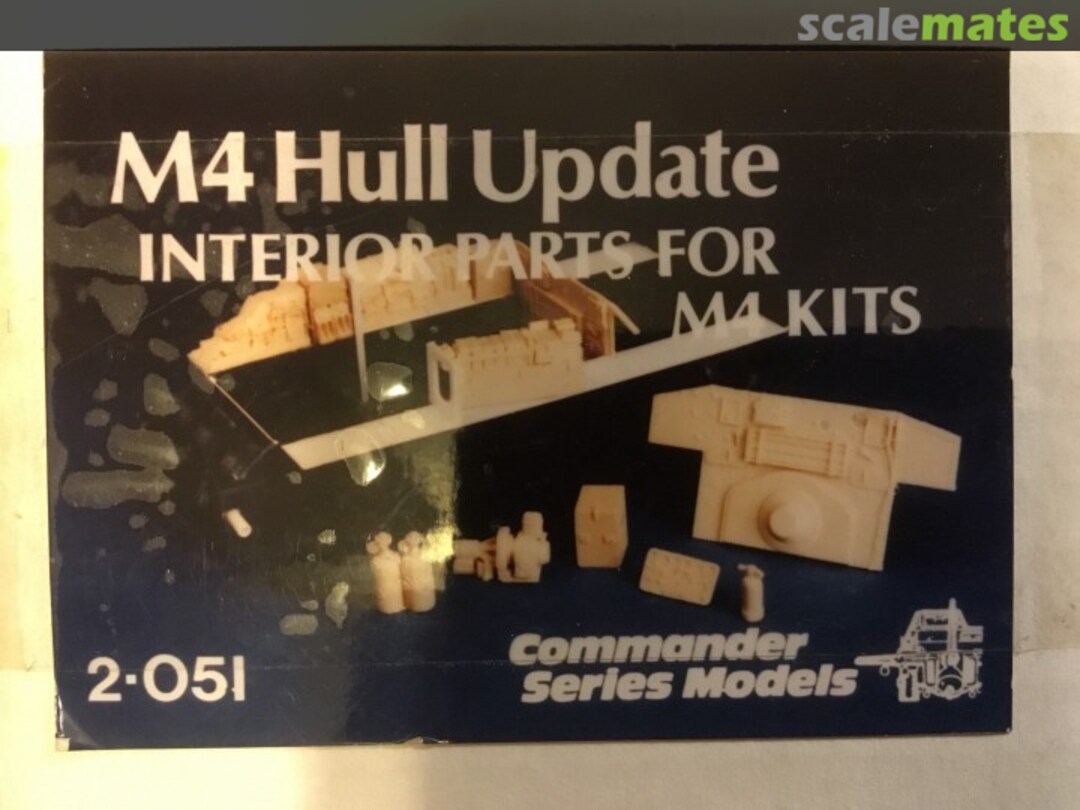 scalemates
M4 Hull Update
INTERIOR PARTS FOR
M4 KITS
2-051
Commander
Series Models